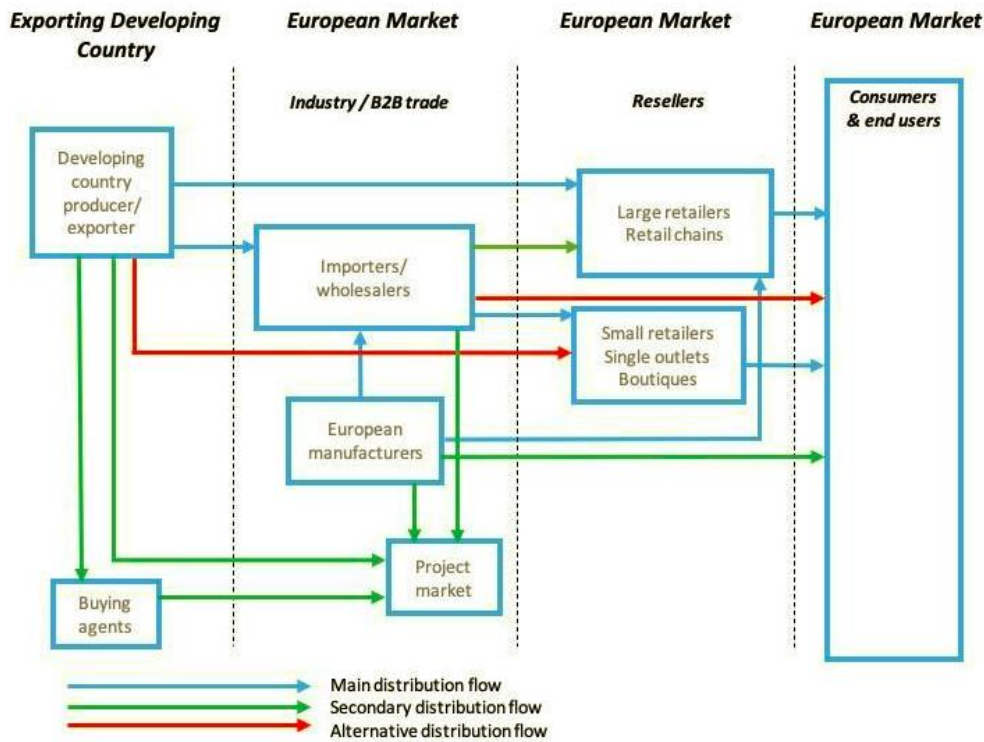 Exporting Developing
Country
European Market
European Market
European Market
Industry / B2B trade
Resellers
Consumers
& end users
Developing
country
producer/
exporter
Large retailers
Retail chains
Importers/
wholesalers
Small retailers
Single outlets
Boutiques
European
manufacturers
Project
market
Buying
agents
Main distribution flow
Secondary distribution flow
Alternative distribution flow